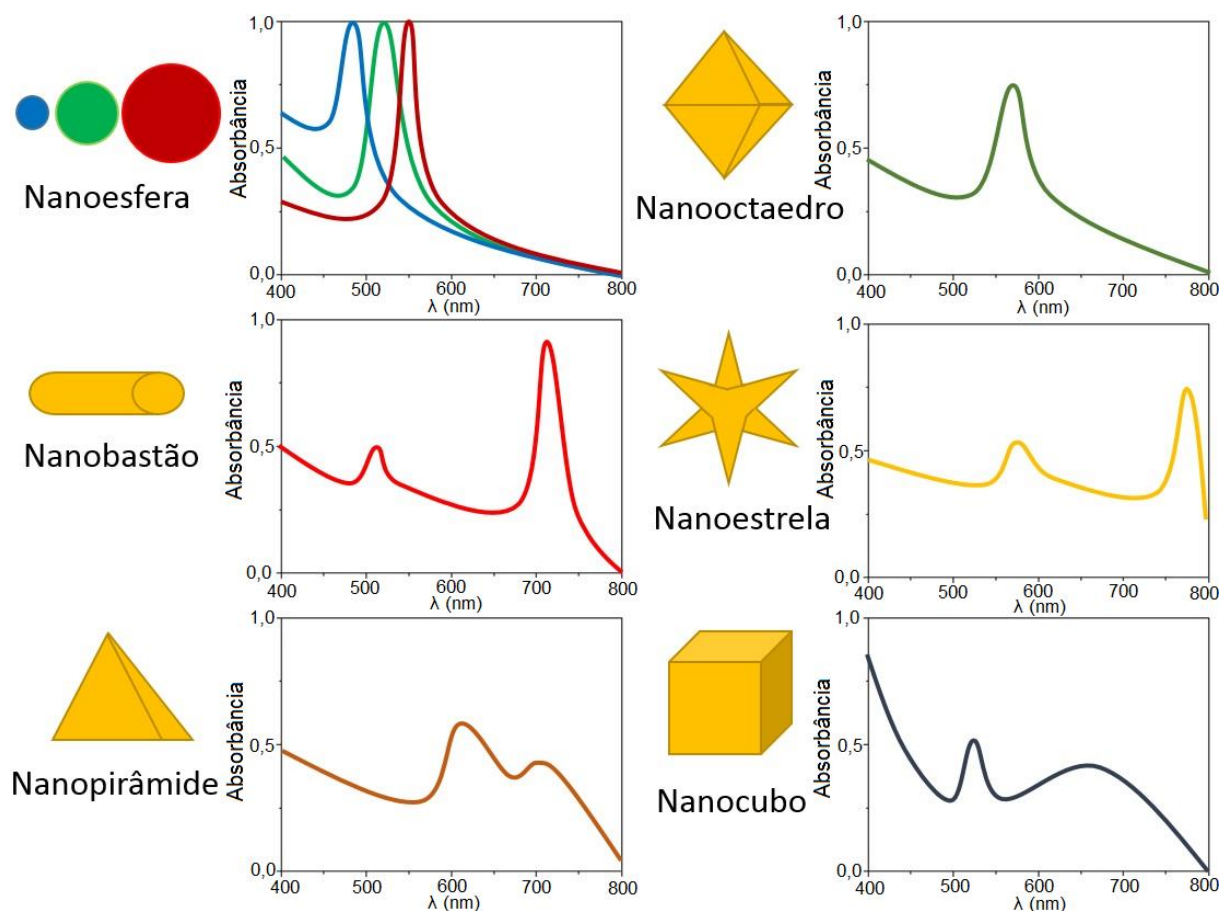 1,0
Absorbância
0,5
0,0
400 500 600 700 800
λ (nm)
Nanoesfera
1,0
Absorbância
0,5
0,0
400 500 600 700 800
λ (nm)
Nanooctaedro
1,0
Absorbância
0,5
0,0
400 500 600 700 800
λ (nm)
Nanobastão
1,0
Absorbância
0,5
0,0
400 500 600 700 800
λ (nm)
Nanoestrela
1,0
Absorbância
0,5
0,0
400 500 600 700 800
λ (nm)
Nanopirâmide
1,0
Absorbância
0,5
0,0
400 500 600 700 800
λ (nm)
Nanocubo